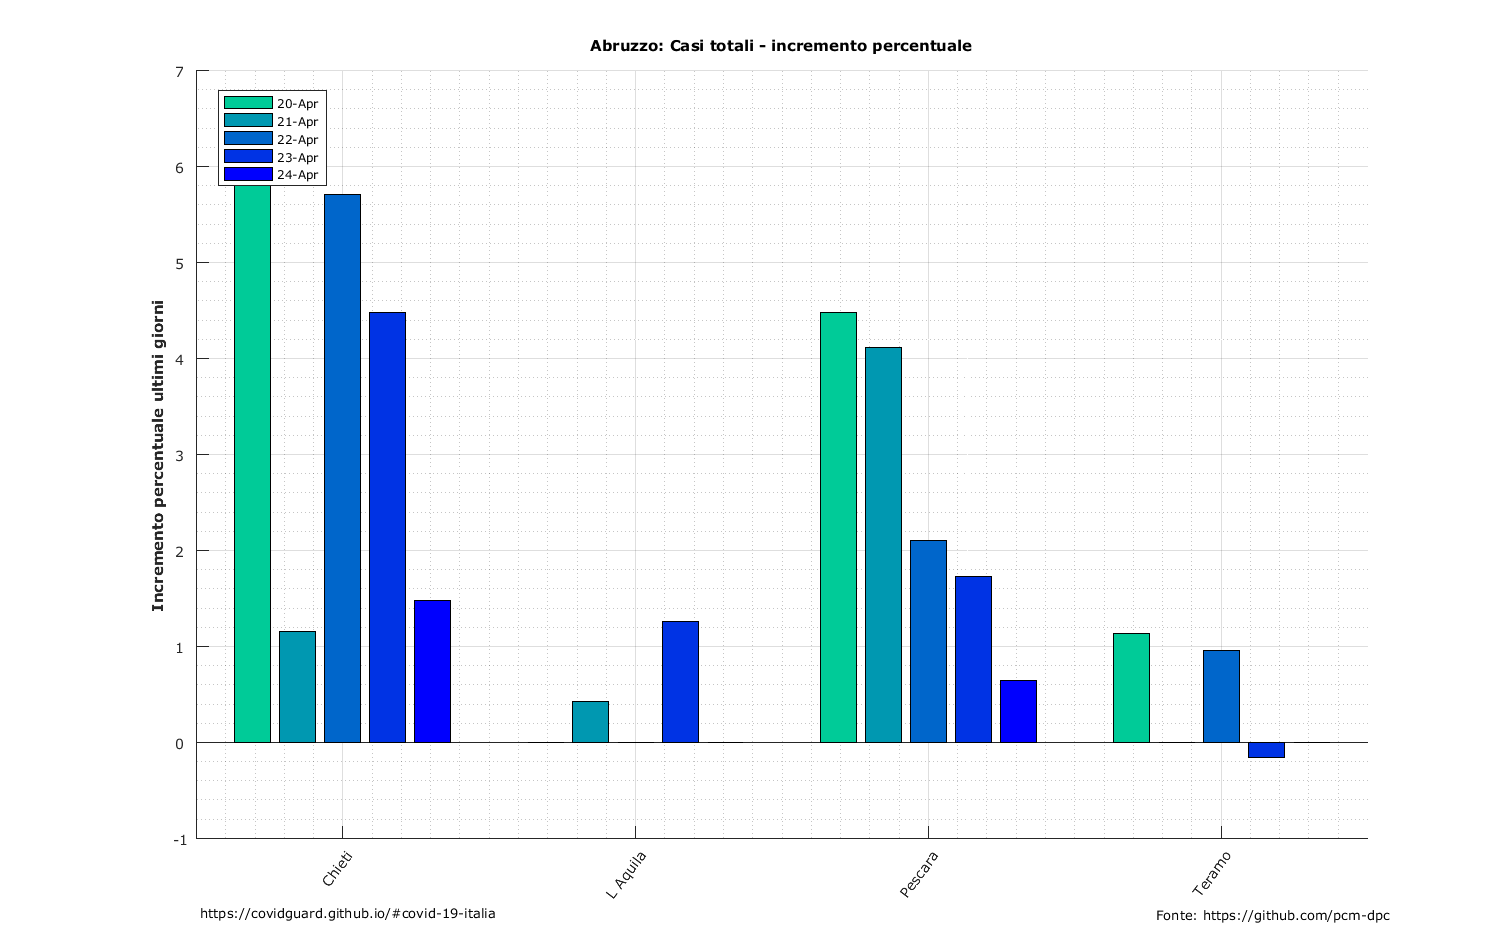 Abruzzo: Casi totali - incremento percentuale
7
6
5
4
3
2
1
0
-1
20-Apr
21-Apr
22-Apr
23-Apr
24-Apr
Incremento percentuale ultimi giorni
Chieti
L Aquila
Pescara
Teramo
https://covidguard.github.io/#covid-19-italia
Fonte: https://github.com/pcm-dpc